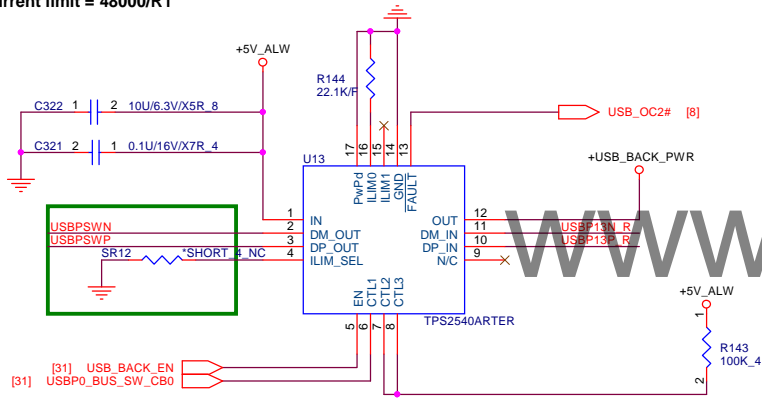 urrent limit = 48000/R1
+5V_ALW
R144
22.1K/F
C322 1 2 10U/6.3V/X5R_8
USB_OC2# [8]
C321 2 1 0.1U/16V/X7R_4
U13
17 16 15 14 13
+USB_BACK_PWR
PwPd ILIM0 ILIM1 GND FAULT
1 IN OUT 12
USBPSWN 2 DM_OUT DM_IN 11 USBP13N_R
USBPSWP 3 DP_OUT DP_IN 10 USBP13P_R
SR12 *SHORT_4_NC 4 ILIM_SEL N/C 9
WWW
EN CTL1 CTL2 CTL3
TPS2540ARTER
5 6 7 8
+5V_ALW
1
R143
100K_4
2
[31] USB_BACK_EN
[31] USBP0_BUS_SW_CB0